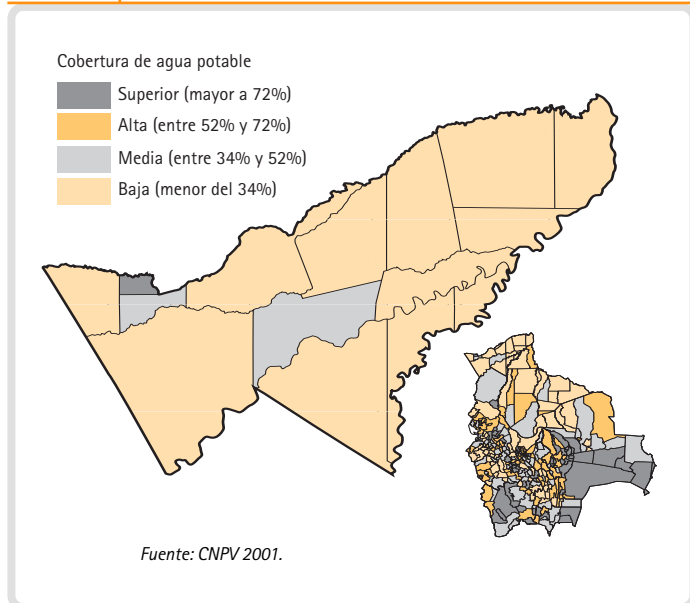 Cobertura de agua potable
Superior (mayor a 72%)
Alta (entre 52% y 72%)
Media (entre 34% y 52%)
Baja (menor del 34%)
Fuente: CNPV 2001.